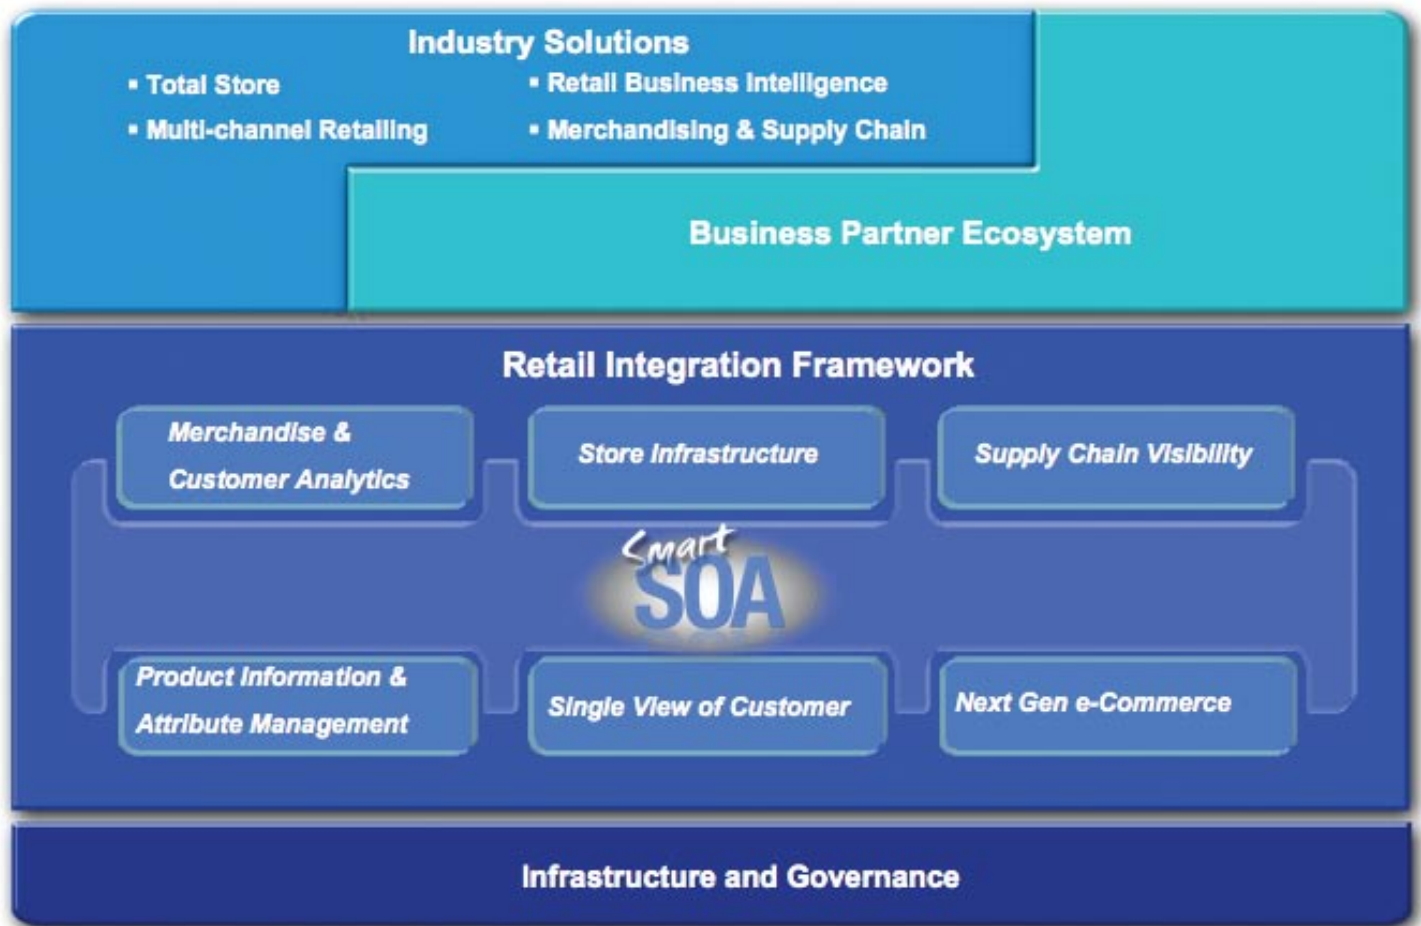 Industry Solutions
▪ Total Store
▪ Retail Business Intelligence
▪ Multi-channel Retailing
▪ Merchandising & Supply Chain
Business Partner Ecosystem
Retail Integration Framework
Merchandise &
Customer Analytics
Store Infrastructure
Supply Chain Visibility
Smart
SOA
Product Information &
Attribute Management
Single View of Customer
Next Gen e-Commerce
Infrastructure and Governance